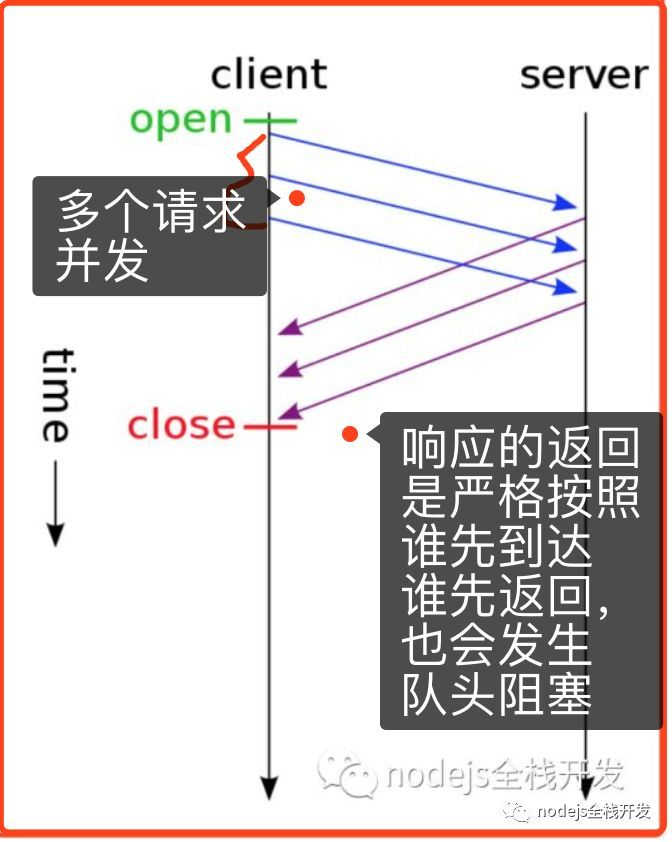 client
server
open
多个请求
并发
time
close
响应的返回
是严格按照
谁先到达
谁先返回，
也会发生
队头阻塞
nodejs全栈开发
nodejs全栈开发